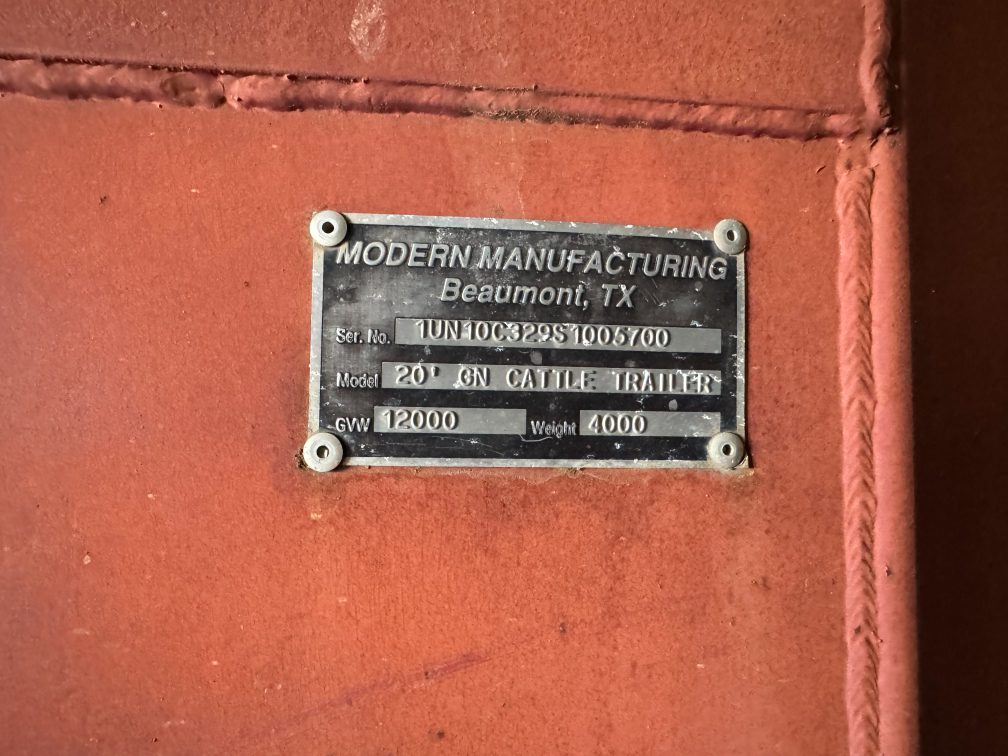 MODERN MANUFACTURING
Beaumont, TX
Ser. No. 1UN10C329S1005700
Model 20' GN CATTLE TRAILER
GVW 12000 Weight 4000